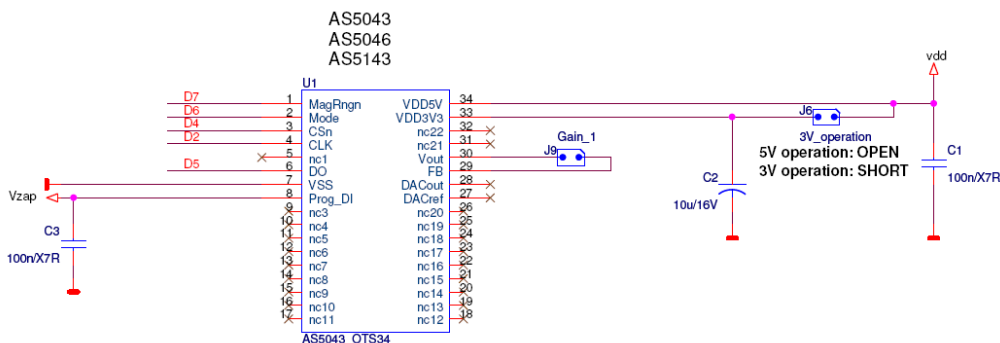 AS5043
AS5046
AS5143
U1
vdd
D7 1 MagRngn VDD5V 34
D6 2 Mode VDD3V3 33
D4 3 CSn nc22 32
D2 4 CLK nc21 31
5 nc1 Vout 30
D5 6 DO FB 29
7 VSS DACout 28
Vzap 8 Prog_DI DACref 27
9 nc3 nc20 26
10 nc4 nc19 25
11 nc5 nc18 24
12 nc6 nc17 23
13 nc7 nc16 22
14 nc8 nc15 21
15 nc9 nc14 20
16 nc10 nc13 19
17 nc11 nc12 18
AS5043_OTS34
Gain_1
J9
J6
3V_operation
5V operation: OPEN
3V operation: SHORT
C1
100n/X7R
C2
10u/16V
C3
100n/X7R